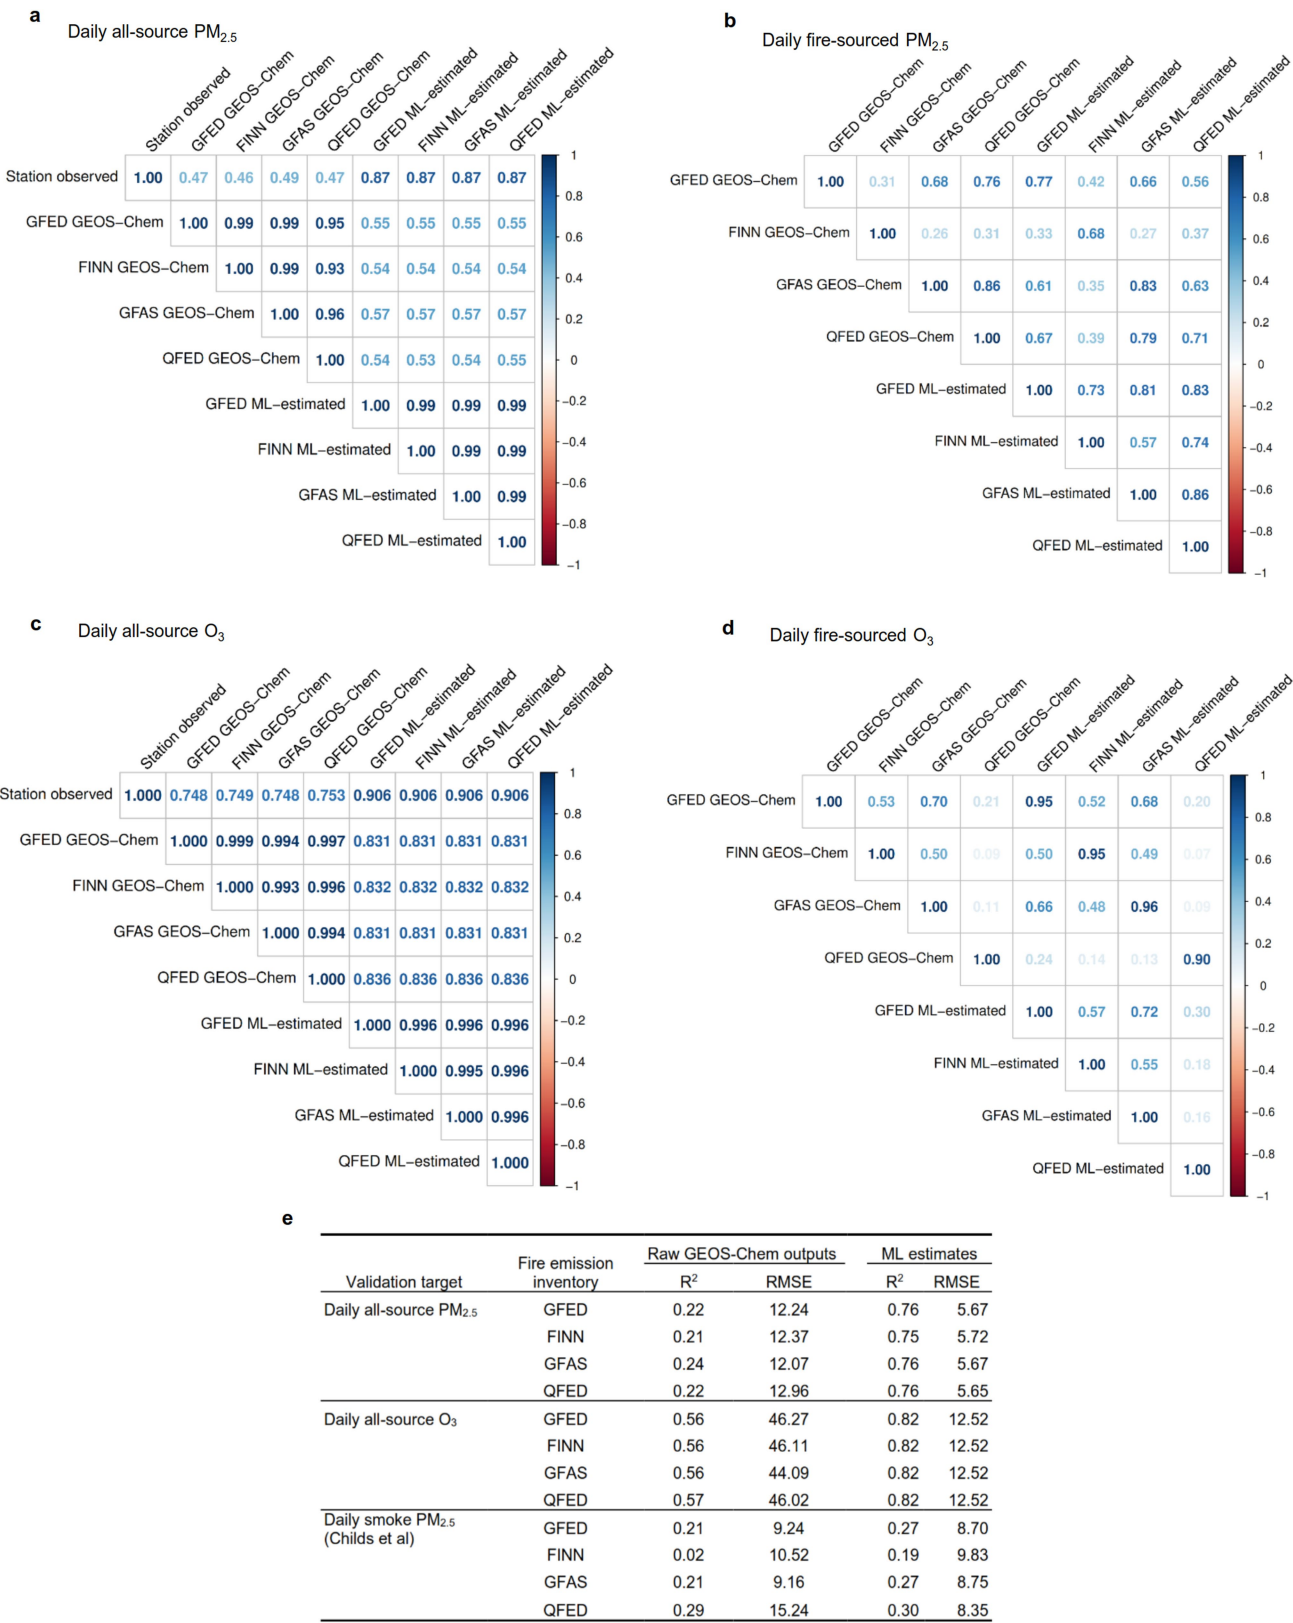 a
Daily all-source PM2.5
Station observed
GFED GEOS−Chem
FINN GEOS−Chem
GFAS GEOS−Chem
QFED GEOS−Chem
GFED ML−estimated
FINN ML−estimated
GFAS ML−estimated
QFED ML−estimated
Station observed 1.00 0.47 0.46 0.49 0.47 0.87 0.87 0.87 0.87
GFED GEOS−Chem 1.00 0.99 0.99 0.95 0.55 0.55 0.55 0.55
FINN GEOS−Chem 1.00 0.99 0.93 0.54 0.54 0.54 0.54
GFAS GEOS−Chem 1.00 0.96 0.57 0.57 0.57 0.57
QFED GEOS−Chem 1.00 0.54 0.53 0.54 0.55
GFED ML−estimated 1.00 0.99 0.99 0.99
FINN ML−estimated 1.00 0.99 0.99
GFAS ML−estimated 1.00 0.99
QFED ML−estimated 1.00
1
0.8
0.6
0.4
0.2
0
−0.2
−0.4
−0.6
−0.8
−1
b
Daily fire-sourced PM2.5
GFED GEOS−Chem
FINN GEOS−Chem
GFAS GEOS−Chem
QFED GEOS−Chem
GFED ML−estimated
FINN ML−estimated
GFAS ML−estimated
QFED ML−estimated
GFED GEOS−Chem 1.00 0.31 0.68 0.76 0.77 0.42 0.66 0.56
FINN GEOS−Chem 1.00 0.26 0.31 0.33 0.68 0.27 0.37
GFAS GEOS−Chem 1.00 0.86 0.61 0.35 0.83 0.63
QFED GEOS−Chem 1.00 0.67 0.39 0.79 0.71
GFED ML−estimated 1.00 0.73 0.81 0.83
FINN ML−estimated 1.00 0.57 0.74
GFAS ML−estimated 1.00 0.86
QFED ML−estimated 1.00
1
0.8
0.6
0.4
0.2
0
−0.2
−0.4
−0.6
−0.8
−1
c
Daily all-source O3
Station observed
GFED GEOS−Chem
FINN GEOS−Chem
GFAS GEOS−Chem
QFED GEOS−Chem
GFED ML−estimated
FINN ML−estimated
GFAS ML−estimated
QFED ML−estimated
Station observed 1.000 0.748 0.749 0.748 0.753 0.906 0.906 0.906 0.906
GFED GEOS−Chem 1.000 0.999 0.994 0.997 0.831 0.831 0.831 0.831
FINN GEOS−Chem 1.000 0.993 0.996 0.832 0.832 0.832 0.832
GFAS GEOS−Chem 1.000 0.994 0.831 0.831 0.831 0.831
QFED GEOS−Chem 1.000 0.836 0.836 0.836 0.836
GFED ML−estimated 1.000 0.996 0.996 0.996
FINN ML−estimated 1.000 0.995 0.996
GFAS ML−estimated 1.000 0.996
QFED ML−estimated 1.000
1
0.8
0.6
0.4
0.2
0
−0.2
−0.4
−0.6
−0.8
−1
d
Daily fire-sourced O3
GFED GEOS−Chem
FINN GEOS−Chem
GFAS GEOS−Chem
QFED GEOS−Chem
GFED ML−estimated
FINN ML−estimated
GFAS ML−estimated
QFED ML−estimated
GFED GEOS−Chem 1.00 0.53 0.70 0.21 0.95 0.52 0.68 0.20
FINN GEOS−Chem 1.00 0.50 0.09 0.50 0.95 0.49 0.07
GFAS GEOS−Chem 1.00 0.11 0.66 0.48 0.96 0.09
QFED GEOS−Chem 1.00 0.24 0.14 0.13 0.90
GFED ML−estimated 1.00 0.57 0.72 0.30
FINN ML−estimated 1.00 0.55 0.18
GFAS ML−estimated 1.00 0.16
QFED ML−estimated 1.00
1
0.8
0.6
0.4
0.2
0
−0.2
−0.4
−0.6
−0.8
−1
e
Raw GEOS-Chem outputs ML estimates
Validation target Fire emission inventory R2 RMSE R2 RMSE
Daily all-source PM2.5 GFED 0.22 12.24 0.76 5.67
FINN 0.21 12.37 0.75 5.72
GFAS 0.24 12.07 0.76 5.67
QFED 0.22 12.96 0.76 5.65
Daily all-source O3 GFED 0.56 46.27 0.82 12.52
FINN 0.56 46.11 0.82 12.52
GFAS 0.56 44.09 0.82 12.52
QFED 0.57 46.02 0.82 12.52
Daily smoke PM2.5
(Childs et al) GFED 0.21 9.24 0.27 8.70
FINN 0.02 10.52 0.19 9.83
GFAS 0.21 9.16 0.27 8.75
QFED 0.29 15.24 0.30 8.35